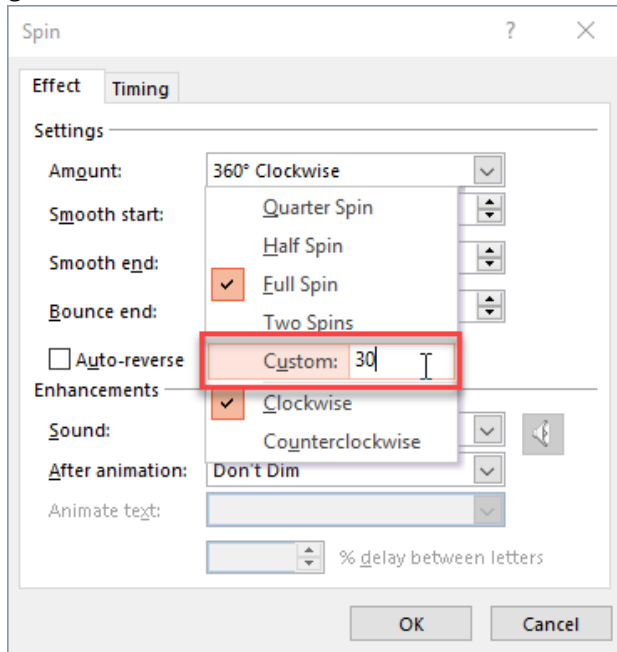 Spin ?
Effect Timing
Settings
Amount: 360° Clockwise
Smooth start: Quarter Spin
Smooth end: Half Spin
Full Spin
Bounce end: Two Spins
Auto-reverse Custom: 30
Enhancements
Clockwise
Sound: Counterclockwise
After animation: Don't Dim
Animate text:
% delay between letters
OK Cancel